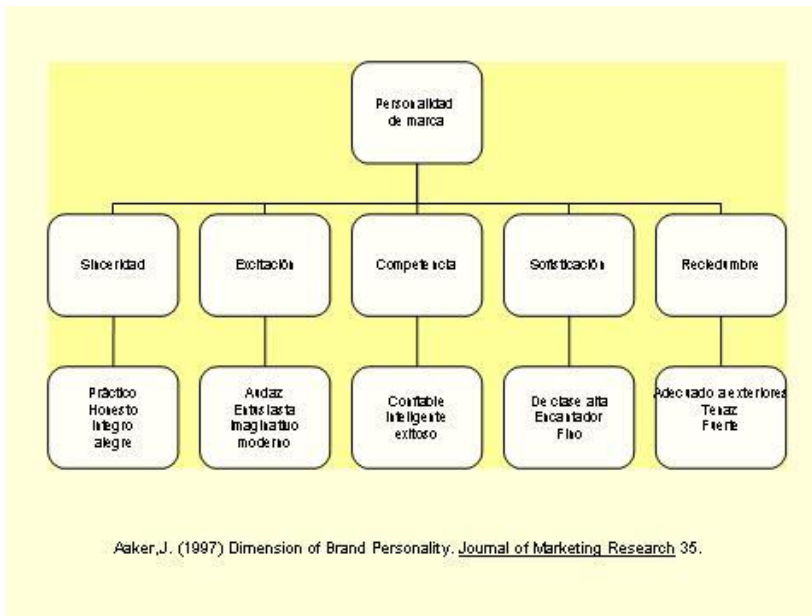 Personalidad
de marca
Sinceridad
Excitación
Competencia
Sofisticación
Reciedumbre
Práctico
Honesto
Integro
alegre
Audaz
Entusiasta
Imaginativo
moderno
Confiable
Inteligente
exitoso
De clase alta
Encantador
Fino
Adecuado a exteriores
Tenaz
Fuerte
Aaker,J. (1997) Dimension of Brand Personality. Journal of Marketing Research 35.